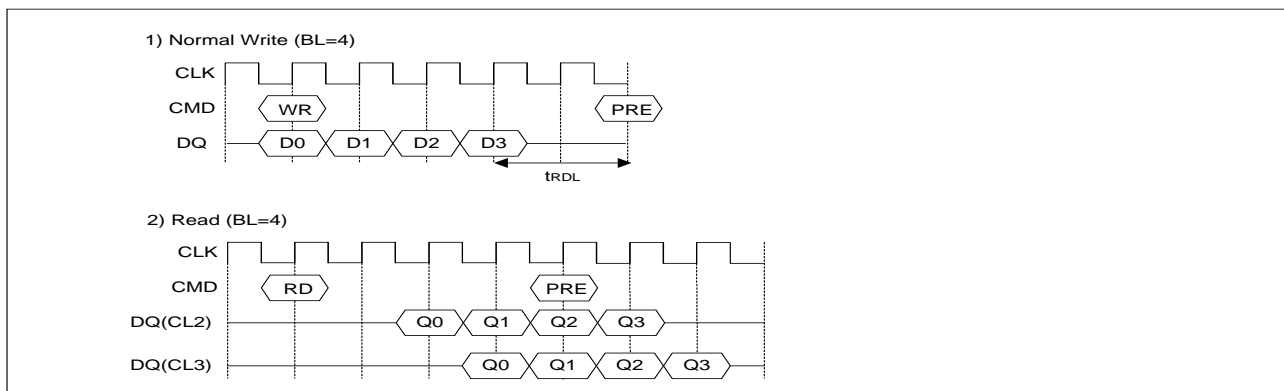 1) Normal Write (BL=4)
CLK
CMD WR PRE
DQ D0 D1 D2 D3
tRDL
2) Read (BL=4)
CLK
CMD RD PRE
DQ(CL2) Q0 Q1 Q2 Q3
DQ(CL3) Q0 Q1 Q2 Q3